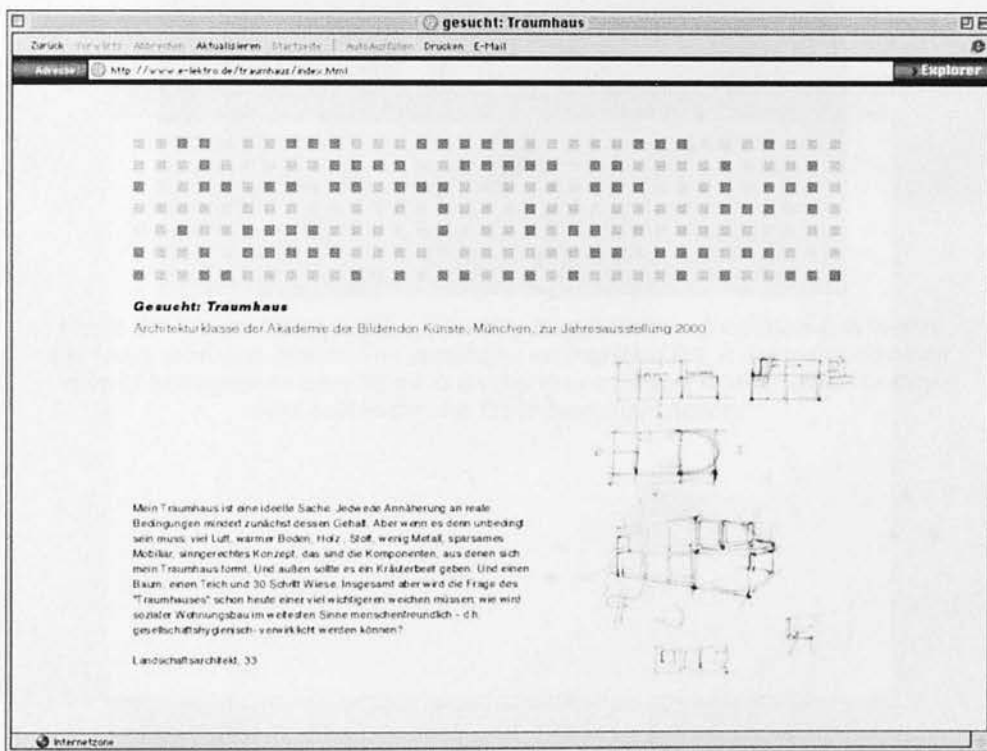 gesucht: Traumhaus
Zurück Vorwärts Abbrechen Aktualisieren Startseite AutoAusfüllen Drucken E-Mail
Adresse http://www.e-lektro.de/traumhaus/index.html Explorer
Gesucht: Traumhaus
Architekturklasse der Akademie der Bildenden Künste, München, zur Jahresausstellung 2000
Mein Traumhaus ist eine ideelle Sache. Jedwede Annäherung an reale
Bedingungen mindert zunächst dessen Gehalt. Aber wenn es denn unbedingt
sein muss: viel Luft, warmer Boden, Holz, Stoff, wenig Metall, sparsames
Mobiliar, sinngerechtes Konzept, das sind die Komponenten, aus denen sich
mein Traumhaus formt. Und außen sollte es ein Kräuterbeet geben. Und einen
Baum, einen Teich und 30 Schritt Wiese. Insgesamt aber wird die Frage des
"Traumhauses" schon heute einer viel wichtigeren weichen müssen: wie wird
sozialer Wohnungsbau im weitesten Sinne menschenfreundlich - d.h.
gesellschaftshygienisch- verwirklicht werden können?
Landschaftsarchitekt, 33
Internetzone